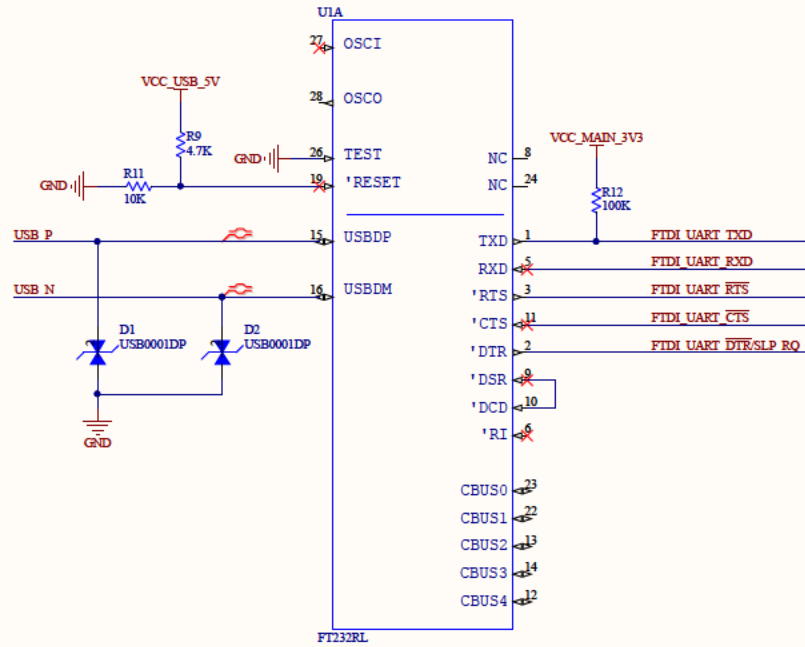 U1A
27 OSCI
VCC_USB_5V
28 OSCO
R9
4.7K
GND 26 TEST
NC 8
VCC_MAIN_3V3
R11
GND 10K 19 'RESET
NC 24
R12
100K
USB_P 15 USBDP
TXD 1 FTDI_UART_TXD
RXD 5 FTDI_UART_RXD
USB_N 16 USBDM
'RTS 3 FTDI_UART_RTS
'CTS 11 FTDI_UART_CTS
D1
USB0001DP
D2
USB0001DP
'DTR 2 FTDI_UART_DTR/SLP_RQ
'DSR 9
'DCD 10
GND
'RI 6
CBUS0 23
CBUS1 22
CBUS2 13
CBUS3 14
CBUS4 12
FT232RL